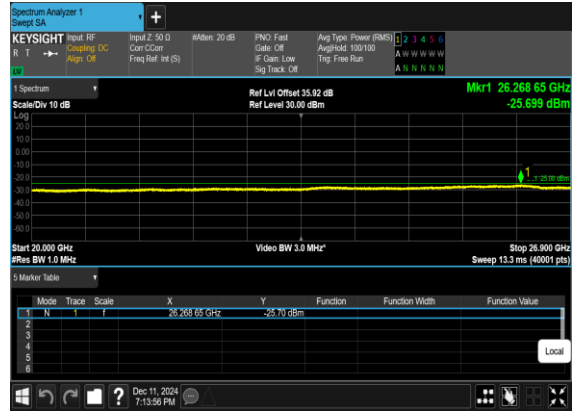 Spectrum Analyzer 1
Swept SA
+
KEYSIGHT Input: RF Input Z: 50 Ω #Atten: 20 dB PNO: Fast Avg Type: Power (RMS) 1 2 3 4 5 6
R T Coupling: DC Corr CCorr Gate: Off Avg|Hold: 100/100 A W W W W W
Align: Off Freq Ref: Int (S) IF Gain: Low Trig: Free Run
Sig Track: Off A N N N N N
LW
1 Spectrum Ref Lvl Offset 35.92 dB Mkr1 26.268 65 GHz
Scale/Div 10 dB Ref Level 30.00 dBm -25.699 dBm
Log
20.0
10.0
0.00
-10.0
-20.0
-30.0
-40.0
-50.0
-60.0
1
-25.00 dBm
Start 20.000 GHz Video BW 3.0 MHz* Stop 26.900 GHz
#Res BW 1.0 MHz Sweep 13.3 ms (40001 pts)
5 Marker Table
Mode Trace Scale X Y Function Function Width Function Value
1 N 1 f 26.268 65 GHz -25.70 dBm
2
3
4
5
6
Local
? Dec 11, 2024
7:13:56 PM